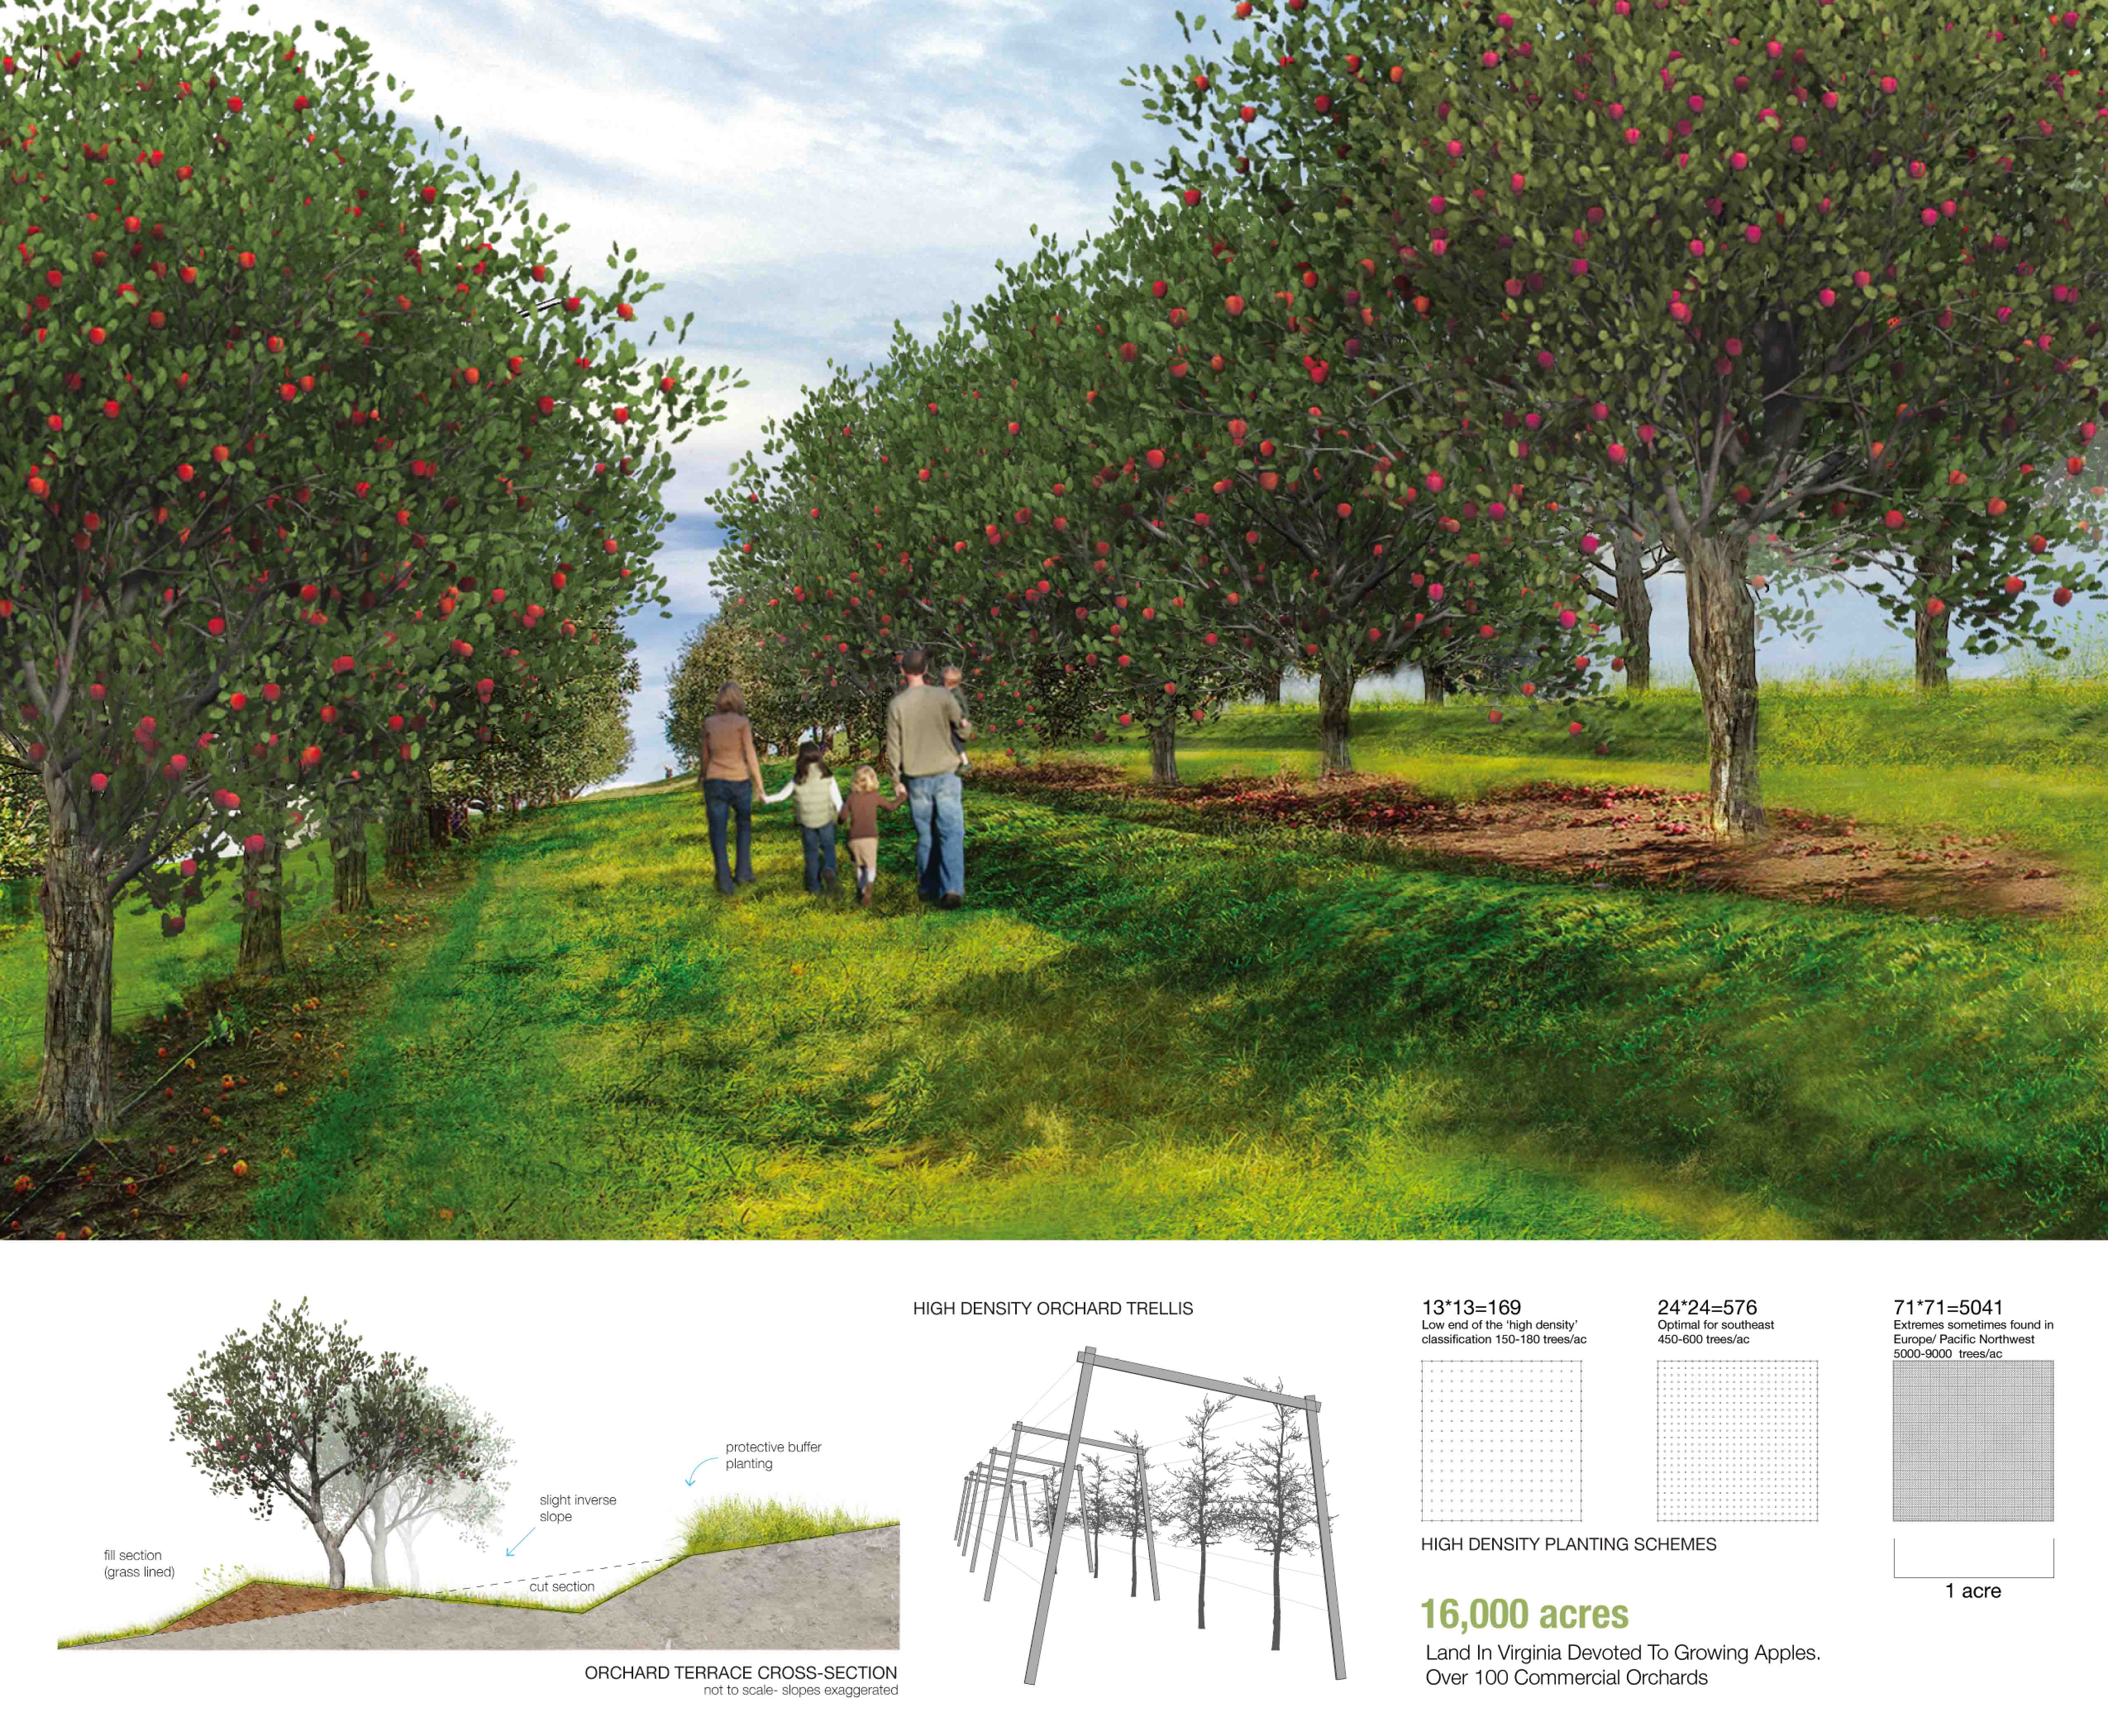 fill section
(grass lined)
slight inverse
slope
cut section
protective buffer
planting
ORCHARD TERRACE CROSS-SECTION
not to scale- slopes exaggerated
HIGH DENSITY ORCHARD TRELLIS
13*13=169
Low end of the ‘high density’
classification 150-180 trees/ac
24*24=576
Optimal for southeast
450-600 trees/ac
71*71=5041
Extremes sometimes found in
Europe/ Pacific Northwest
5000-9000 trees/ac
HIGH DENSITY PLANTING SCHEMES
1 acre
16,000 acres
Land In Virginia Devoted To Growing Apples.
Over 100 Commercial Orchards